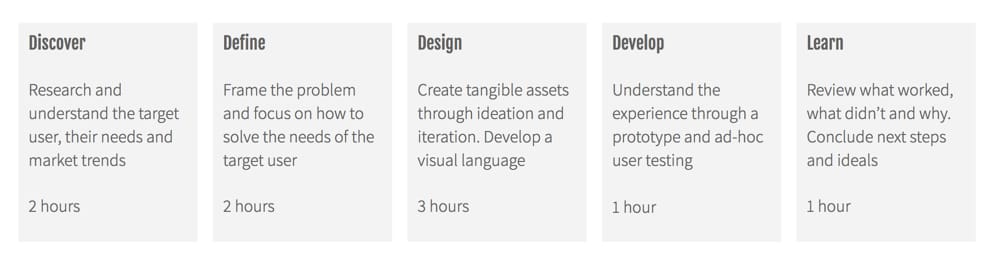 Discover
Research and
understand the target
user, their needs and
market trends
2 hours
Define
Frame the problem
and focus on how to
solve the needs of the
target user
2 hours
Design
Create tangible assets
through ideation and
iteration. Develop a
visual language
3 hours
Develop
Understand the
experience through a
prototype and ad-hoc
user testing
1 hour
Learn
Review what worked,
what didn’t and why.
Conclude next steps
and ideals
1 hour